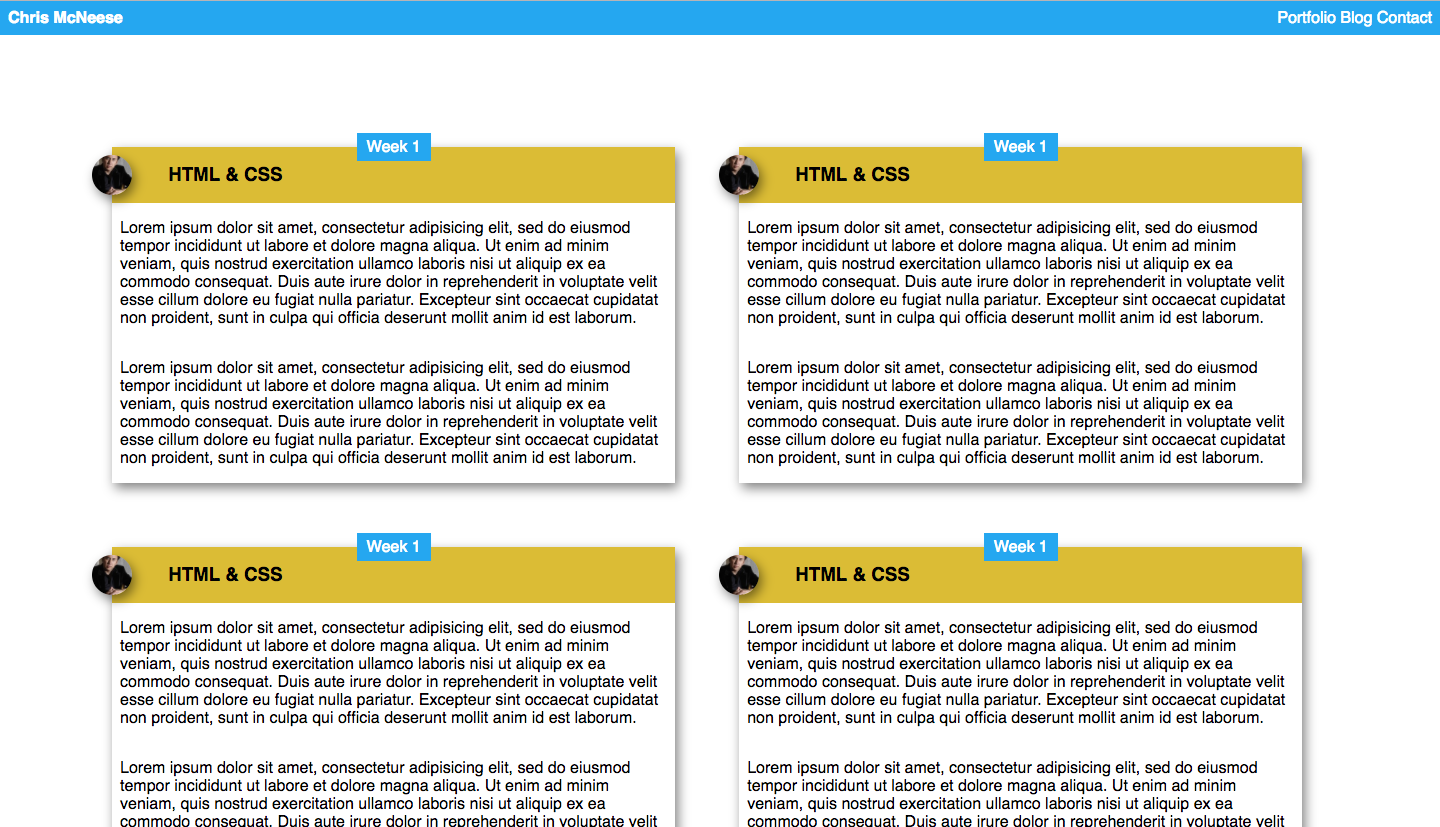 Chris McNeese
Portfolio Blog Contact
Week 1
HTML & CSS
Lorem ipsum dolor sit amet, consectetur adipisicing elit, sed do eiusmod
tempor incididunt ut labore et dolore magna aliqua. Ut enim ad minim
veniam, quis nostrud exercitation ullamco laboris nisi ut aliquip ex ea
commodo consequat. Duis aute irure dolor in reprehenderit in voluptate velit
esse cillum dolore eu fugiat nulla pariatur. Excepteur sint occaecat cupidatat
non proident, sunt in culpa qui officia deserunt mollit anim id est laborum.
Lorem ipsum dolor sit amet, consectetur adipisicing elit, sed do eiusmod
tempor incididunt ut labore et dolore magna aliqua. Ut enim ad minim
veniam, quis nostrud exercitation ullamco laboris nisi ut aliquip ex ea
commodo consequat. Duis aute irure dolor in reprehenderit in voluptate velit
esse cillum dolore eu fugiat nulla pariatur. Excepteur sint occaecat cupidatat
non proident, sunt in culpa qui officia deserunt mollit anim id est laborum.
Week 1
HTML & CSS
Lorem ipsum dolor sit amet, consectetur adipisicing elit, sed do eiusmod
tempor incididunt ut labore et dolore magna aliqua. Ut enim ad minim
veniam, quis nostrud exercitation ullamco laboris nisi ut aliquip ex ea
commodo consequat. Duis aute irure dolor in reprehenderit in voluptate velit
esse cillum dolore eu fugiat nulla pariatur. Excepteur sint occaecat cupidatat
non proident, sunt in culpa qui officia deserunt mollit anim id est laborum.
Lorem ipsum dolor sit amet, consectetur adipisicing elit, sed do eiusmod
tempor incididunt ut labore et dolore magna aliqua. Ut enim ad minim
veniam, quis nostrud exercitation ullamco laboris nisi ut aliquip ex ea
commodo consequat. Duis aute irure dolor in reprehenderit in voluptate velit
esse cillum dolore eu fugiat nulla pariatur. Excepteur sint occaecat cupidatat
non proident, sunt in culpa qui officia deserunt mollit anim id est laborum.
Week 1
HTML & CSS
Lorem ipsum dolor sit amet, consectetur adipisicing elit, sed do eiusmod
tempor incididunt ut labore et dolore magna aliqua. Ut enim ad minim
veniam, quis nostrud exercitation ullamco laboris nisi ut aliquip ex ea
commodo consequat. Duis aute irure dolor in reprehenderit in voluptate velit
esse cillum dolore eu fugiat nulla pariatur. Excepteur sint occaecat cupidatat
non proident, sunt in culpa qui officia deserunt mollit anim id est laborum.
Lorem ipsum dolor sit amet, consectetur adipisicing elit, sed do eiusmod
tempor incididunt ut labore et dolore magna aliqua. Ut enim ad minim
veniam, quis nostrud exercitation ullamco laboris nisi ut aliquip ex ea
commodo consequat. Duis aute irure dolor in reprehenderit in voluptate velit
Week 1
HTML & CSS
Lorem ipsum dolor sit amet, consectetur adipisicing elit, sed do eiusmod
tempor incididunt ut labore et dolore magna aliqua. Ut enim ad minim
veniam, quis nostrud exercitation ullamco laboris nisi ut aliquip ex ea
commodo consequat. Duis aute irure dolor in reprehenderit in voluptate velit
esse cillum dolore eu fugiat nulla pariatur. Excepteur sint occaecat cupidatat
non proident, sunt in culpa qui officia deserunt mollit anim id est laborum.
Lorem ipsum dolor sit amet, consectetur adipisicing elit, sed do eiusmod
tempor incididunt ut labore et dolore magna aliqua. Ut enim ad minim
veniam, quis nostrud exercitation ullamco laboris nisi ut aliquip ex ea
commodo consequat. Duis aute irure dolor in reprehenderit in voluptate velit